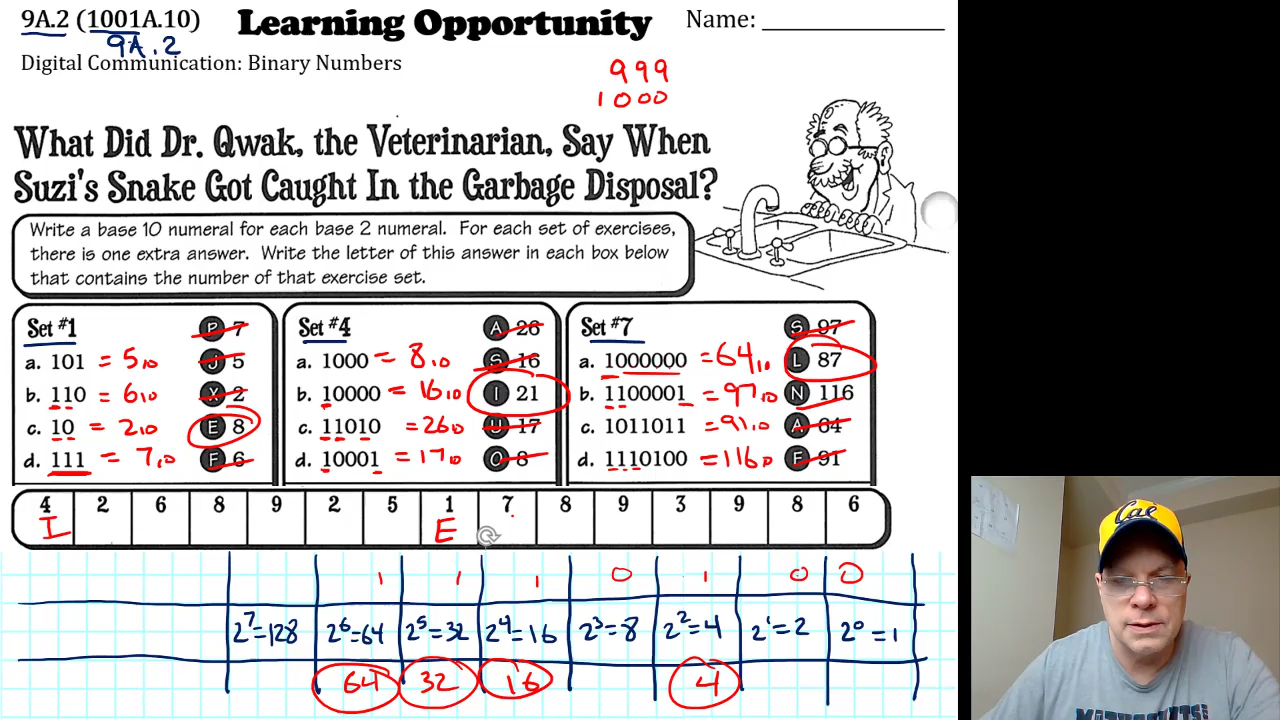 9A.2 (1001A.10) Learning Opportunity Name:
9A.2
Digital Communication: Binary Numbers
999
1000
What Did Dr. Qwak, the Veterinarian, Say When
Suzi's Snake Got Caught In the Garbage Disposal?
Write a base 10 numeral for each base 2 numeral. For each set of exercises,
there is one extra answer. Write the letter of this answer in each box below
that contains the number of that exercise set.
Set #1
P 7
a. 101 = 5₁₀ J 5
b. 110 = 6₁₀ X 2
c. 10 = 2₁₀ E 8
d. 111 = 7₁₀ F 6
Set #4
A 26
a. 1000 = 8₁₀ S 16
b. 10000 = 16₁₀ I 21
c. 11010 = 26₁₀ U 17
d. 10001 = 17₁₀ O 8
Set #7
S 97
a. 1000000 = 64₁₀ L 87
b. 1100001 = 97₁₀ N 116
c. 1011011 = 91₁₀ A 64
d. 1110100 = 116₁₀ F 91
4 2 6 8 9 2 5 1 7 8 9 3 9 8 6
I E
1 1 1 0 1 0 0
2⁷=128 2⁶=64 2⁵=32 2⁴=16 2³=8 2²=4 2¹=2 2⁰=1
64 32 16 4
Cal